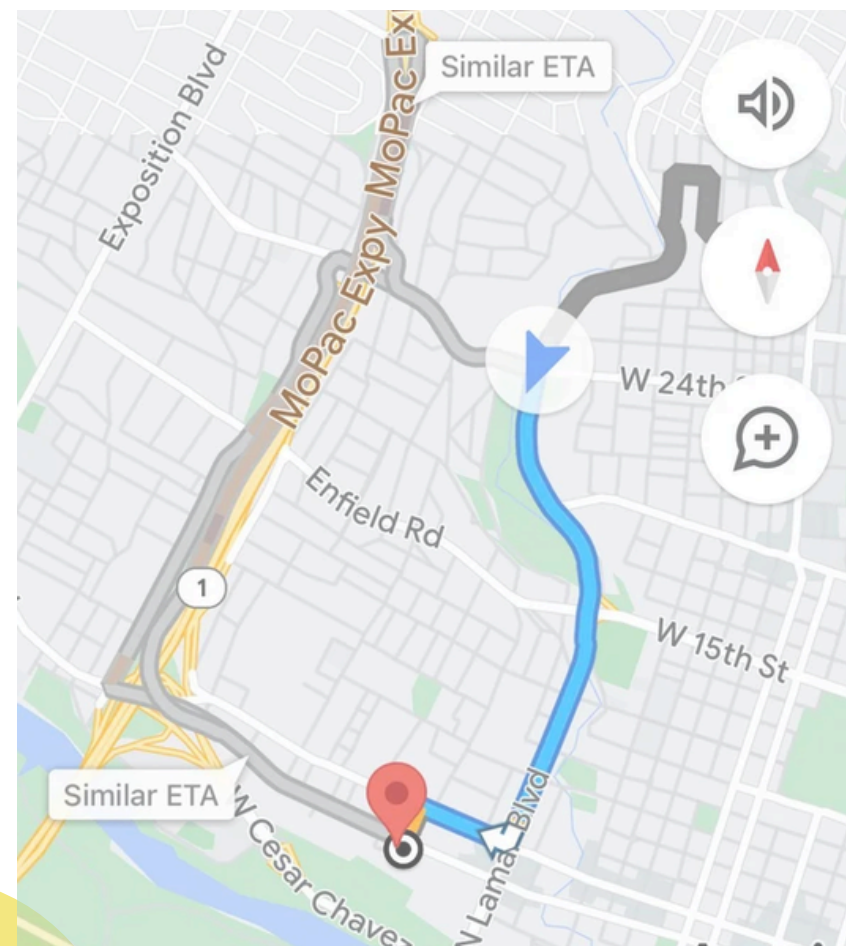 MoPac Ex
Similar ETA
Exposition Blvd
MoPac Expy
W 24th
Enfield Rd
1
W 15th St
Similar ETA
W Cesar Chavez
Lama
Blvd